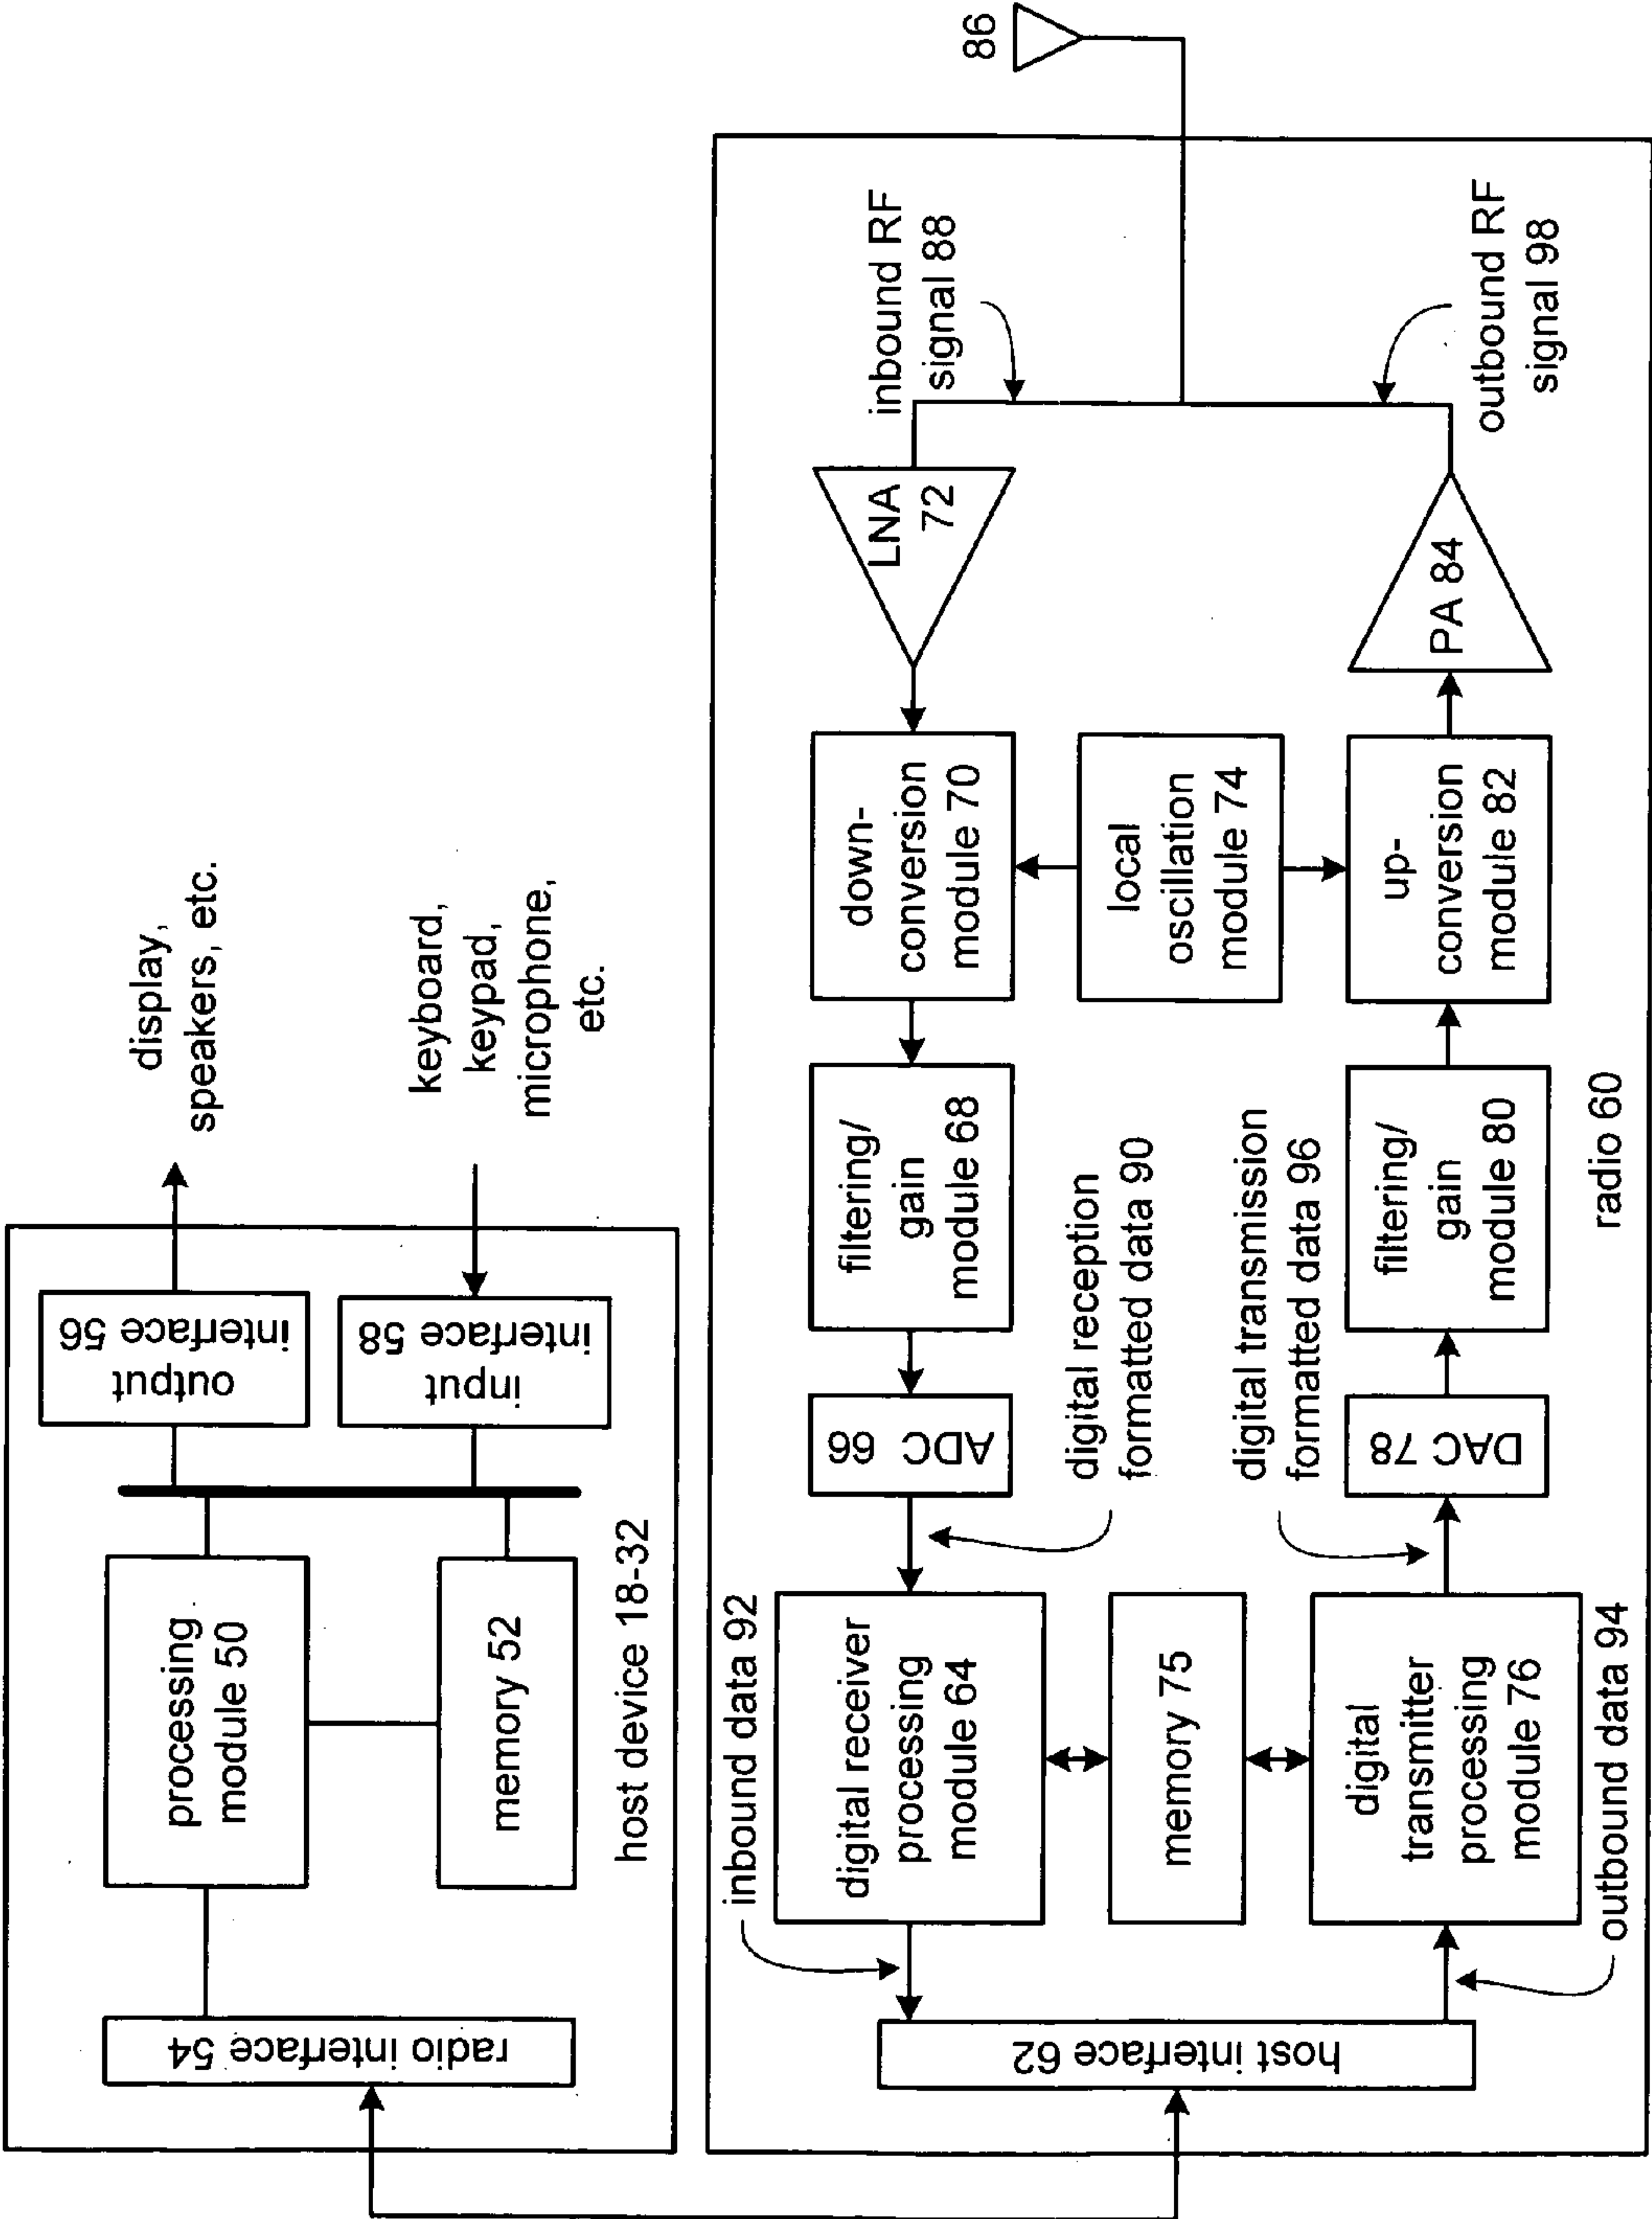 display,
speakers, etc.
keyboard,
keypad,
microphone,
etc.
output
interface 56
input
interface 58
processing
module 50
memory 52
radio interface 54
host device 18-32
86
inbound RF
signal 88
outbound RF
signal 98
LNA
72
PA 84
down-
conversion
module 70
local
oscillation
module 74
up-
conversion
module 82
filtering/
gain
module 68
filtering/
gain
module 80
radio 60
ADC 66
digital reception
formatted data 90
digital transmission
formatted data 96
DAC 78
inbound data 92
digital receiver
processing
module 64
memory 75
digital
transmitter
processing
module 76
outbound data 94
host interface 62